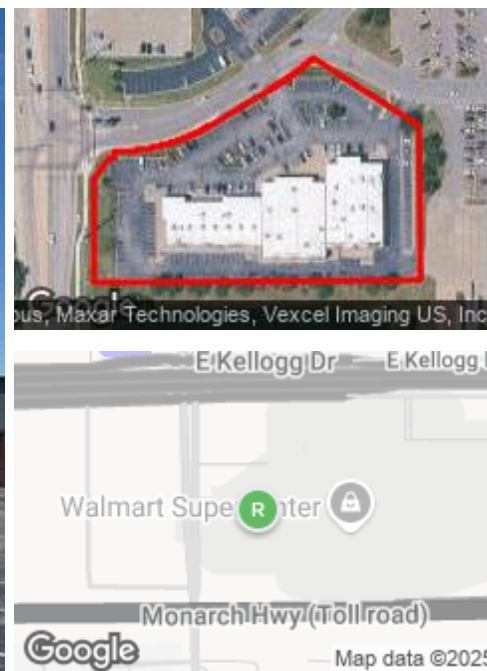 Google
ous, Maxar Technologies, Vexcel Imaging US, Inc
E Kellogg Dr
E Kellogg
Walmart Supe
R
nter
Monarch Hwy (Toll road)
Google
Map data ©2025